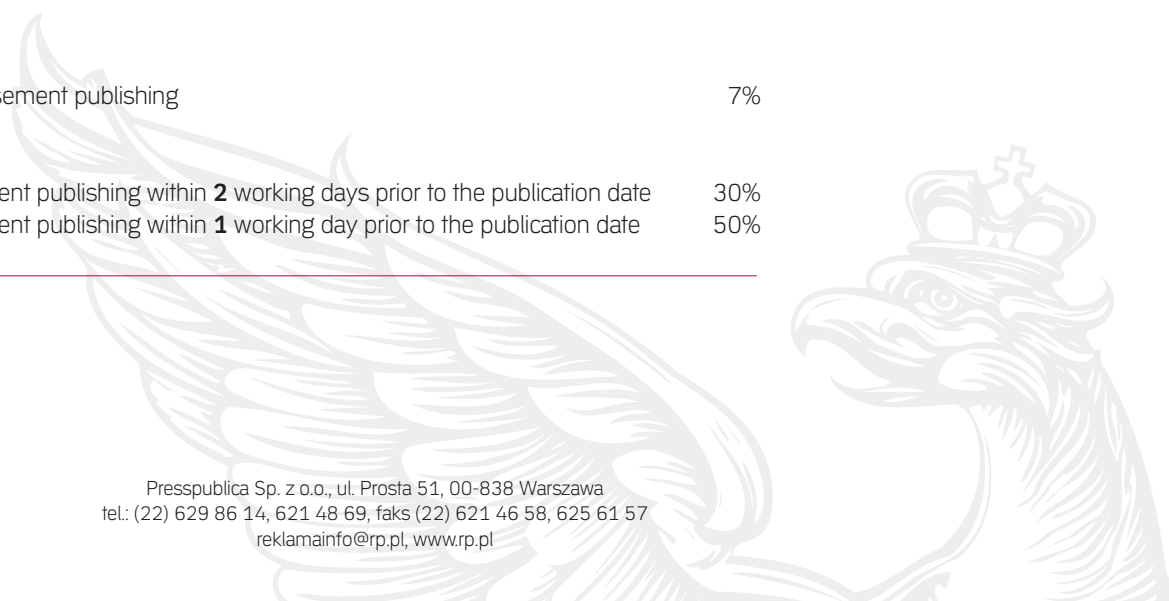 sement publishing 7%
ent publishing within 2 working days prior to the publication date 30%
ent publishing within 1 working day prior to the publication date 50%
Presspublica Sp. z o.o., ul. Prosta 51, 00-838 Warszawa
tel.: (22) 629 86 14, 621 48 69, faks (22) 621 46 58, 625 61 57
reklamainfo@rp.pl, www.rp.pl